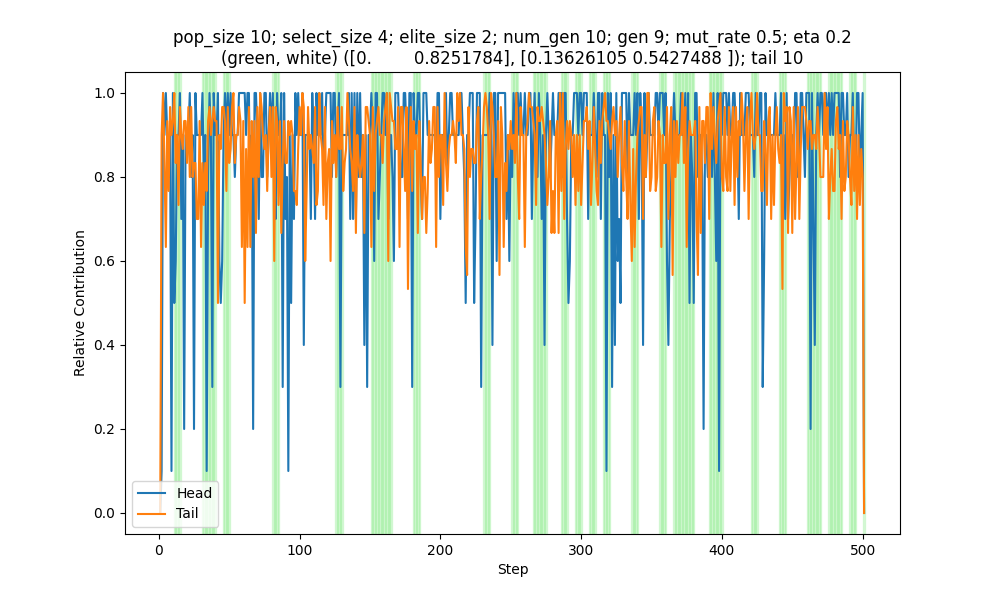 pop_size 10; select_size 4; elite_size 2; num_gen 10; gen 9; mut_rate 0.5; eta 0.2
(green, white) ([0.        0.8251784], [0.13626105 0.5427488 ]); tail 10
1.0
0.8
0.6
0.4
0.2
0.0
Relative Contribution
Head
Tail
0 100 200 300 400 500
Step